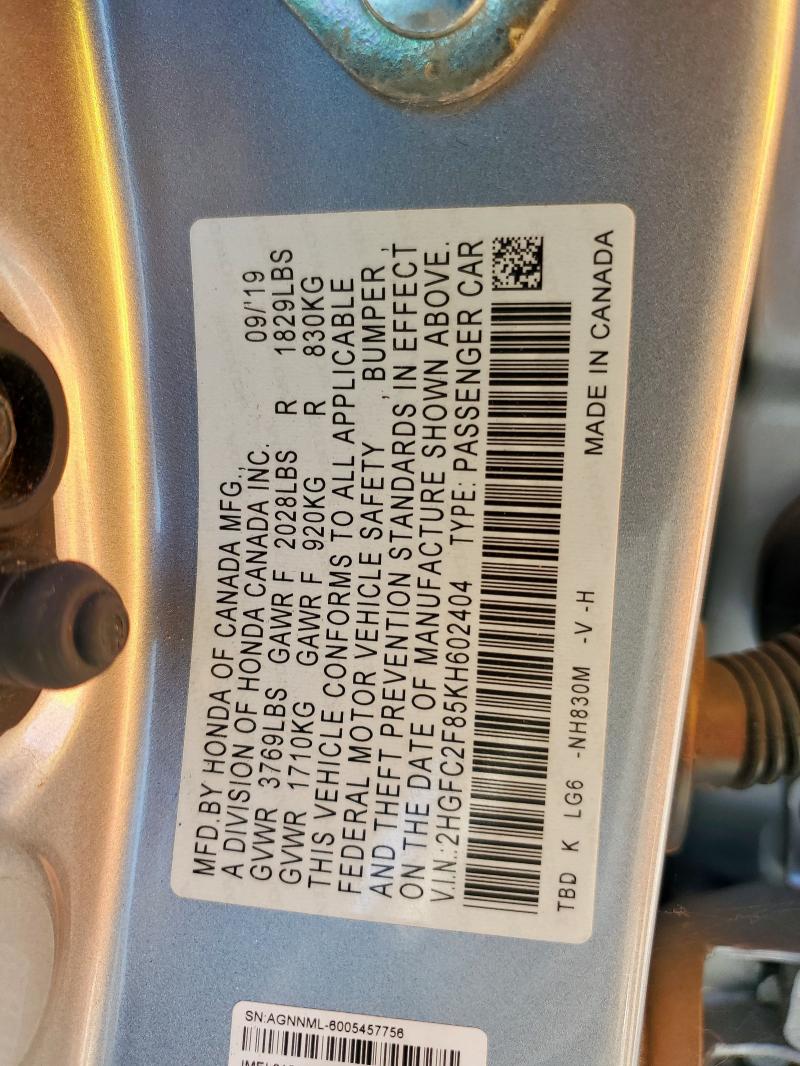 MFD.BY HONDA OF CANADA MFG.,
A DIVISION OF HONDA CANADA INC. 09/'19
GVWR 3769LBS GAWR F 2028LBS R 1829LBS
GVWR 1710KG GAWR F 920KG R 830KG
THIS VEHICLE CONFORMS TO ALL APPLICABLE
FEDERAL MOTOR VEHICLE SAFETY , BUMPER ,
AND THEFT PREVENTION STANDARDS IN EFFECT
ON THE DATE OF MANUFACTURE SHOWN ABOVE.
V.I.N.:2HGFC2F85KH602404 TYPE: PASSENGER CAR
TBD K LG6 -NH830M -V -H MADE IN CANADA
SN:AGNNML-6005457756